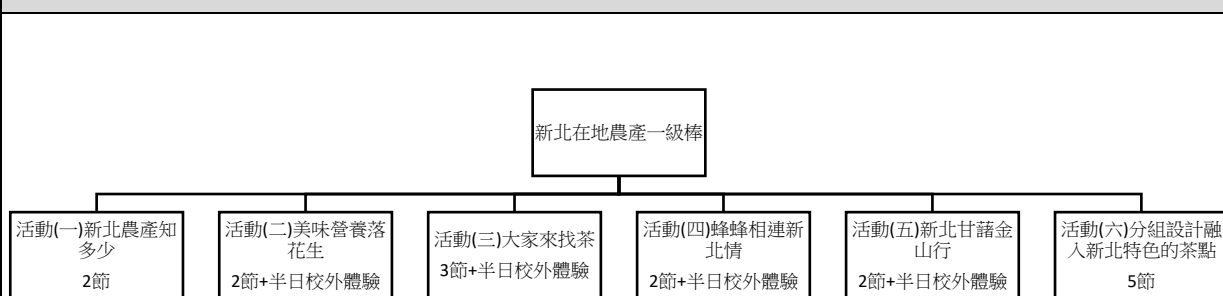 新北在地農產一級棒
活動(一)新北農產知
多少
2節
活動(二)美味營養落
花生
2節+半日校外體驗
活動(三)大家來找茶
3節+半日校外體驗
活動(四)蜂蜂相連新
北情
2節+半日校外體驗
活動(五)新北甘藷金
山行
2節+半日校外體驗
活動(六)分組設計融
入新北特色的茶點
5節